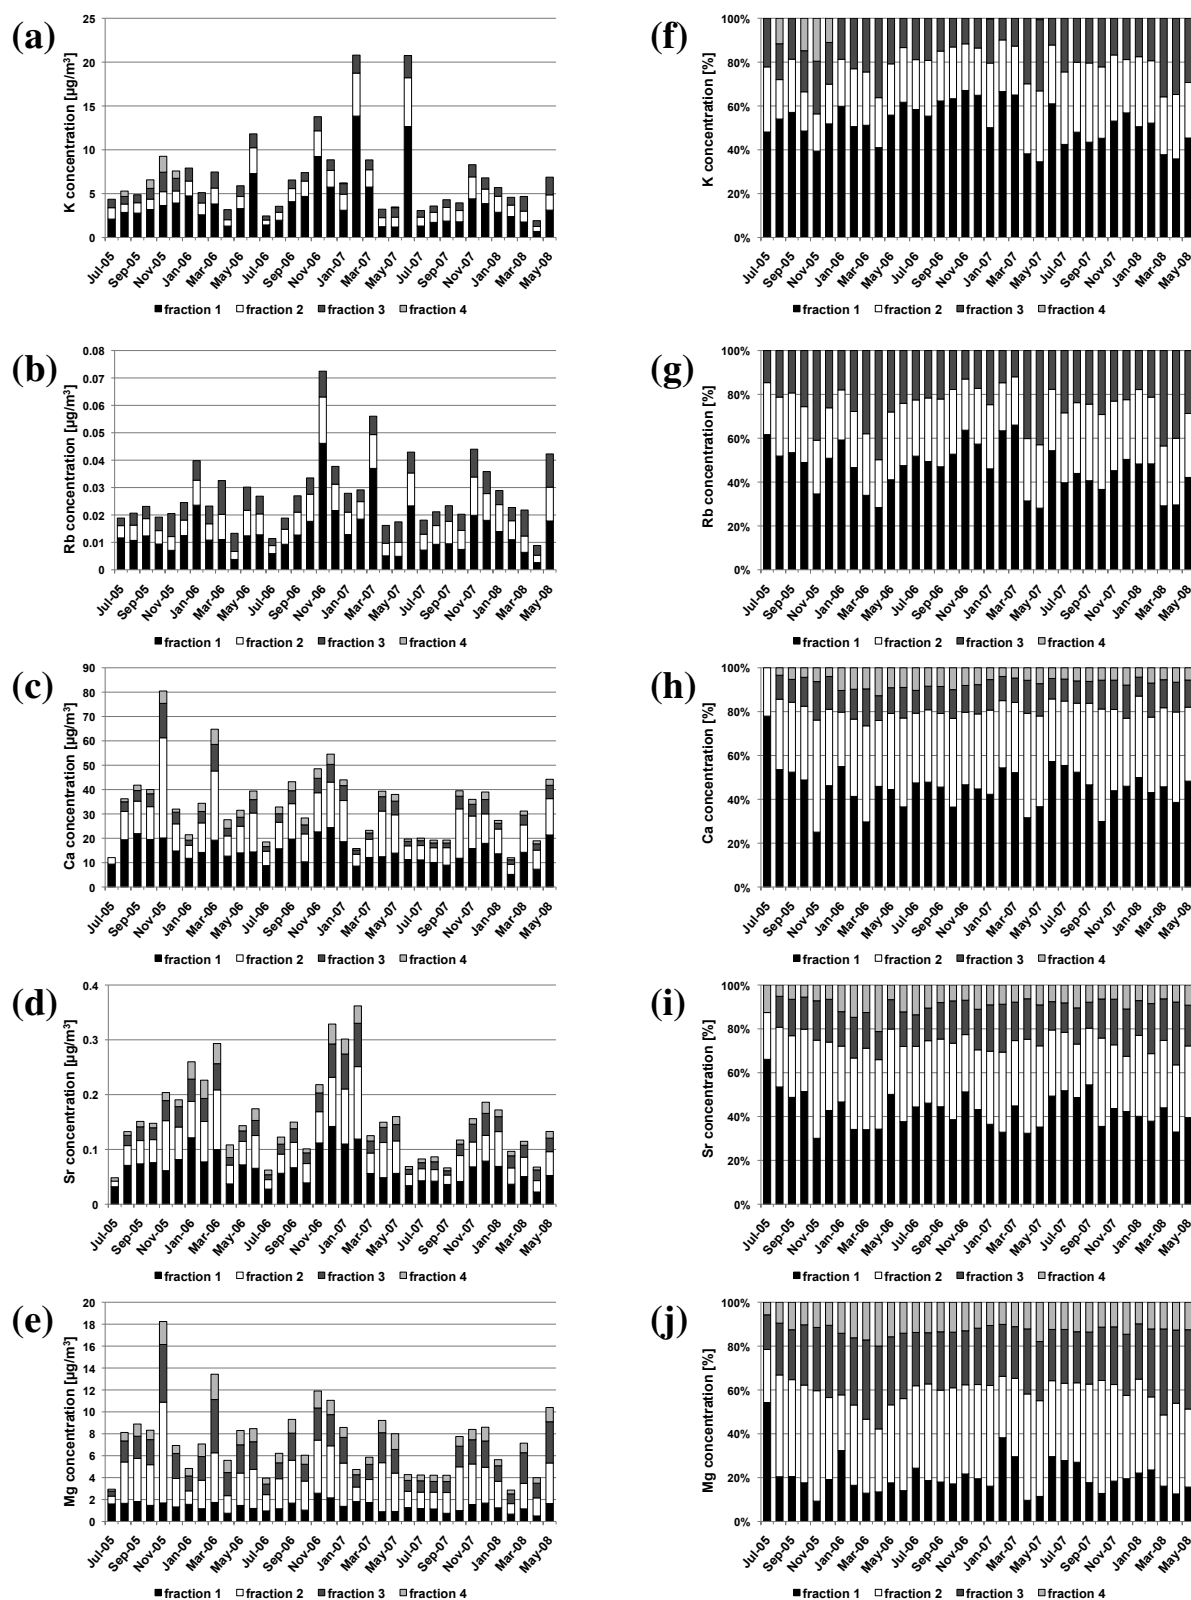 (a)
K concentration [µg/m³]
25
20
15
10
5
0
Jul-05 Sep-05 Nov-05 Jan-06 Mar-06 May-06 Jul-06 Sep-06 Nov-06 Jan-07 Mar-07 May-07 Jul-07 Sep-07 Nov-07 Jan-08 Mar-08 May-08
fraction 1 fraction 2 fraction 3 fraction 4
(f)
K concentration [%]
100%
80%
60%
40%
20%
0%
Jul-05 Sep-05 Nov-05 Jan-06 Mar-06 May-06 Jul-06 Sep-06 Nov-06 Jan-07 Mar-07 May-07 Jul-07 Sep-07 Nov-07 Jan-08 Mar-08 May-08
fraction 1 fraction 2 fraction 3 fraction 4
(b)
Rb concentration [µg/m³]
0.08
0.07
0.06
0.05
0.04
0.03
0.02
0.01
0
Jul-05 Sep-05 Nov-05 Jan-06 Mar-06 May-06 Jul-06 Sep-06 Nov-06 Jan-07 Mar-07 May-07 Jul-07 Sep-07 Nov-07 Jan-08 Mar-08 May-08
fraction 1 fraction 2 fraction 3 fraction 4
(g)
Rb concentration [%]
100%
80%
60%
40%
20%
0%
Jul-05 Sep-05 Nov-05 Jan-06 Mar-06 May-06 Jul-06 Sep-06 Nov-06 Jan-07 Mar-07 May-07 Jul-07 Sep-07 Nov-07 Jan-08 Mar-08 May-08
fraction 1 fraction 2 fraction 3 fraction 4
(c)
Ca concentration [µg/m³]
90
80
70
60
50
40
30
20
10
0
Jul-05 Sep-05 Nov-05 Jan-06 Mar-06 May-06 Jul-06 Sep-06 Nov-06 Jan-07 Mar-07 May-07 Jul-07 Sep-07 Nov-07 Jan-08 Mar-08 May-08
fraction 1 fraction 2 fraction 3 fraction 4
(h)
Ca concentration [%]
100%
80%
60%
40%
20%
0%
Jul-05 Sep-05 Nov-05 Jan-06 Mar-06 May-06 Jul-06 Sep-06 Nov-06 Jan-07 Mar-07 May-07 Jul-07 Sep-07 Nov-07 Jan-08 Mar-08 May-08
fraction 1 fraction 2 fraction 3 fraction 4
(d)
Sr concentration [µg/m³]
0.4
0.3
0.2
0.1
0
Jul-05 Sep-05 Nov-05 Jan-06 Mar-06 May-06 Jul-06 Sep-06 Nov-06 Jan-07 Mar-07 May-07 Jul-07 Sep-07 Nov-07 Jan-08 Mar-08 May-08
fraction 1 fraction 2 fraction 3 fraction 4
(i)
Sr concentration [%]
100%
80%
60%
40%
20%
0%
Jul-05 Sep-05 Nov-05 Jan-06 Mar-06 May-06 Jul-06 Sep-06 Nov-06 Jan-07 Mar-07 May-07 Jul-07 Sep-07 Nov-07 Jan-08 Mar-08 May-08
fraction 1 fraction 2 fraction 3 fraction 4
(e)
Mg concentration [µg/m³]
20
18
16
14
12
10
8
6
4
2
0
Jul-05 Sep-05 Nov-05 Jan-06 Mar-06 May-06 Jul-06 Sep-06 Nov-06 Jan-07 Mar-07 May-07 Jul-07 Sep-07 Nov-07 Jan-08 Mar-08 May-08
fraction 1 fraction 2 fraction 3 fraction 4
(j)
Mg concentration [%]
100%
80%
60%
40%
20%
0%
Jul-05 Sep-05 Nov-05 Jan-06 Mar-06 May-06 Jul-06 Sep-06 Nov-06 Jan-07 Mar-07 May-07 Jul-07 Sep-07 Nov-07 Jan-08 Mar-08 May-08
fraction 1 fraction 2 fraction 3 fraction 4